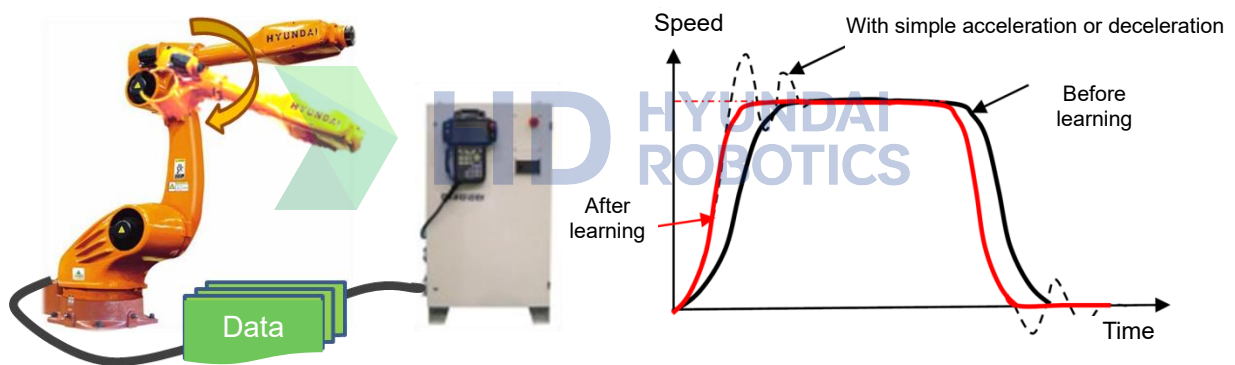 HYUNDAI
HYUNDAI
Data
HD HYUNDAI
ROBOTICS
Speed
With simple acceleration or deceleration
Before
learning
After
learning
Time